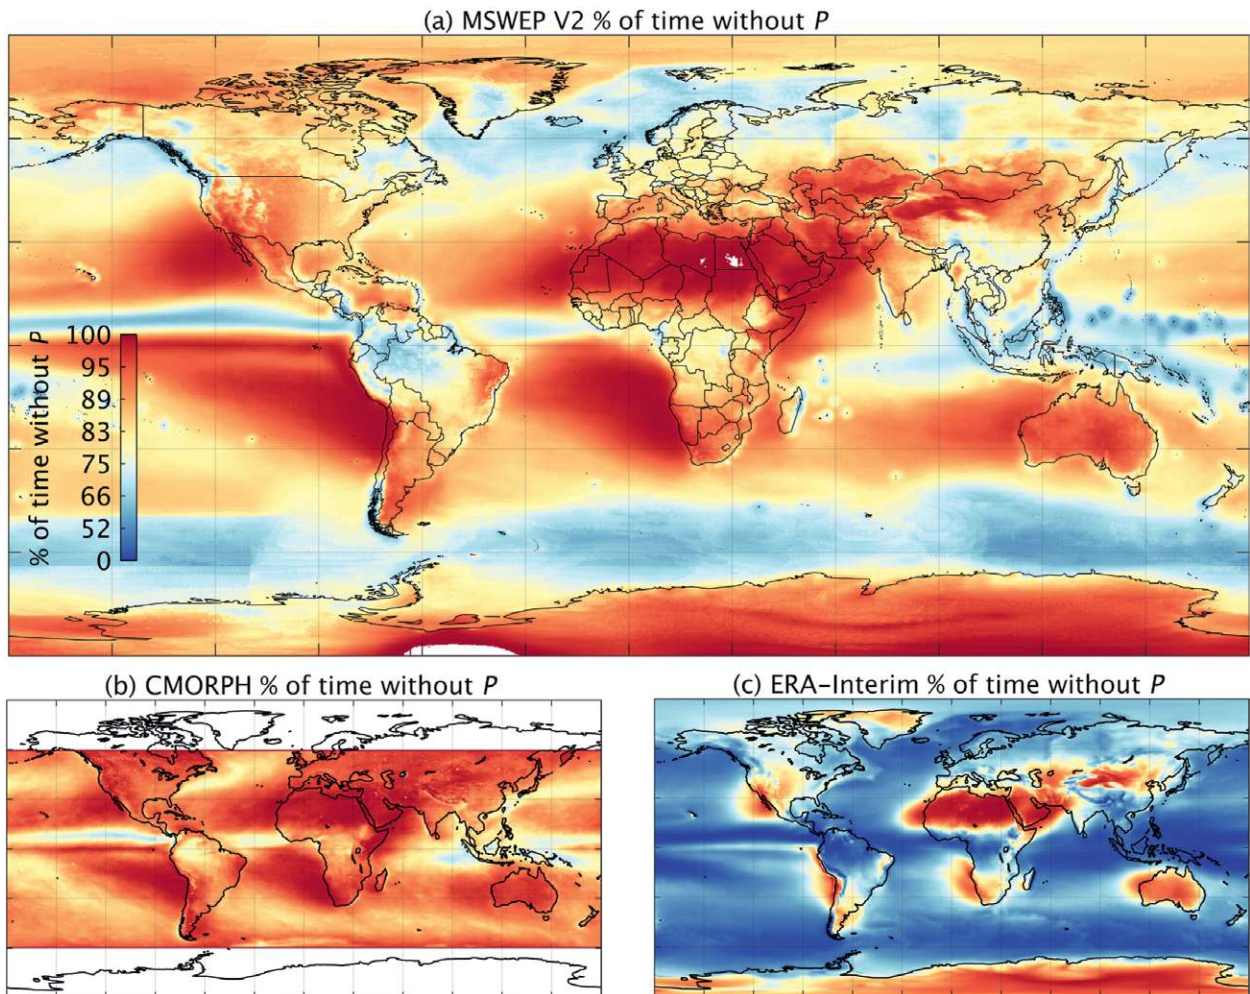 (a) MSWEP V2 % of time without P
% of time without P
100
95
89
83
75
66
52
0
(b) CMORPH % of time without P
(c) ERA–Interim % of time without P